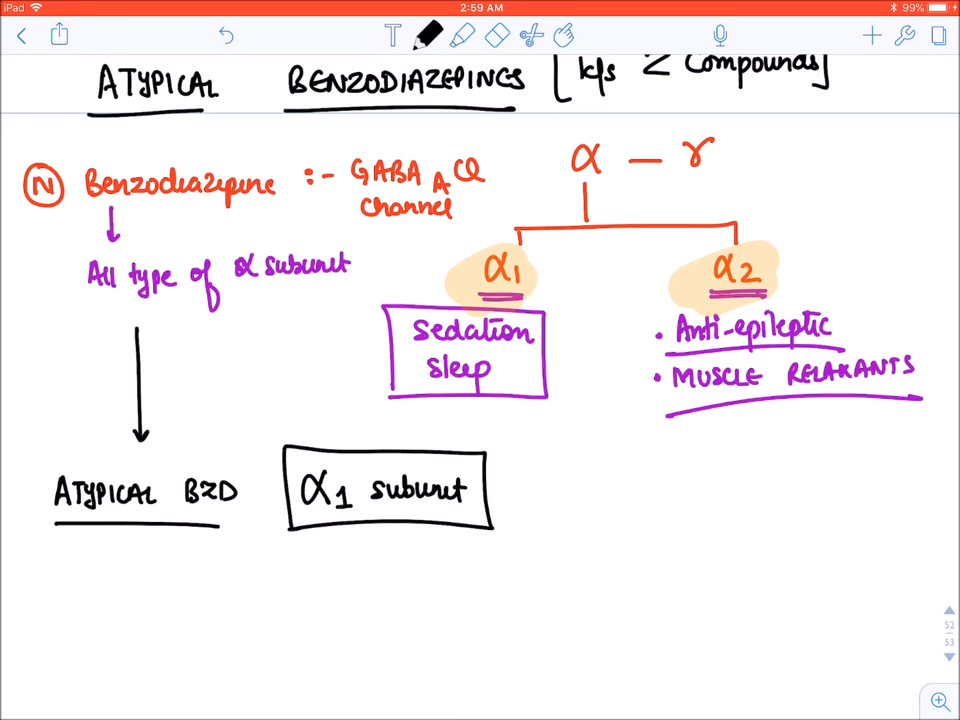 iPad 2:59 AM 99%
T
ATYPICAL BENZODIAZEPINES [k/s Z compounds]
N Benzodiazepine :- GABA A Cl
channel
α — γ
All type of α subunit
α1 α2
Sedation
Sleep
• Anti-epileptic
• MUSCLE RELAXANTS
ATYPICAL BZD α1 subunit
52
53